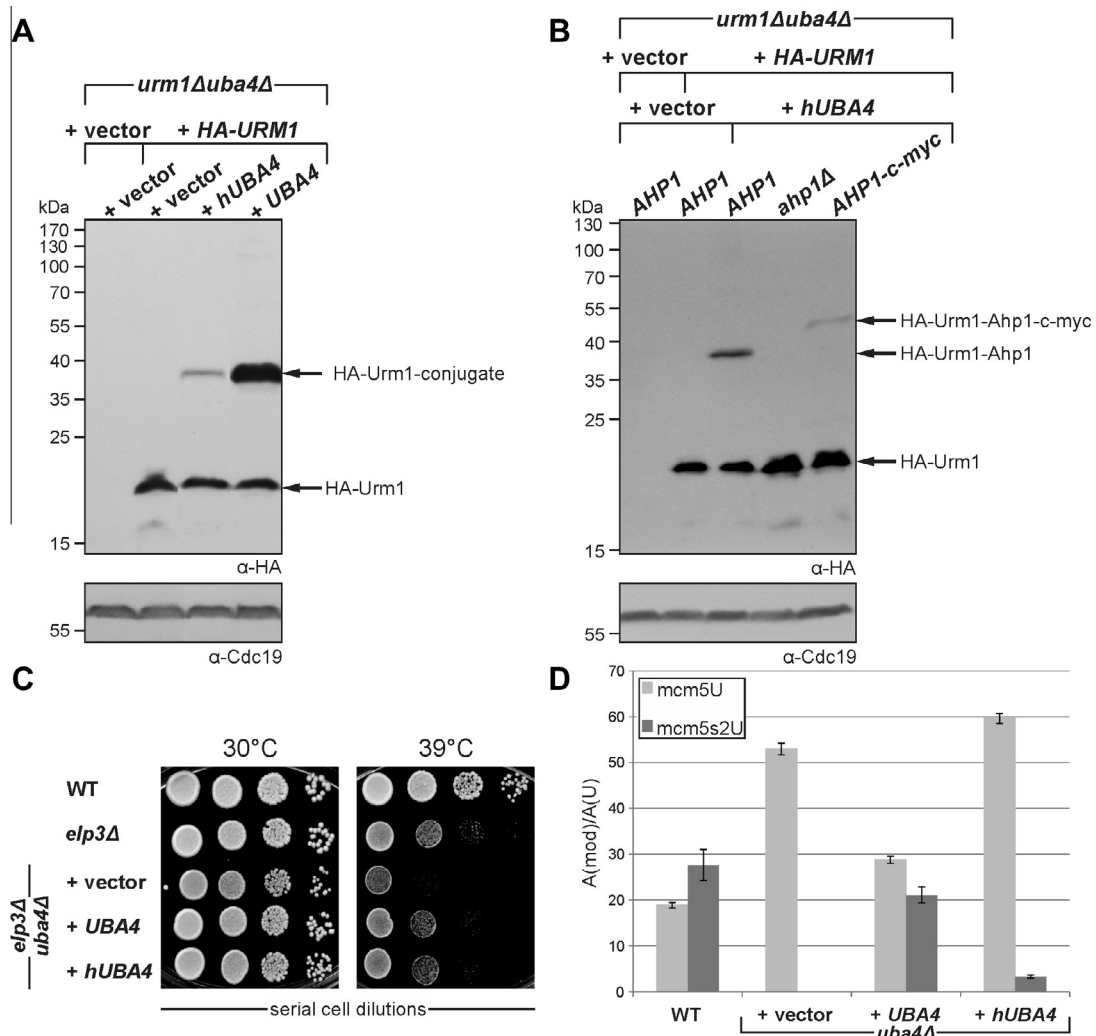 A
urm1Δuba4Δ
+ vector + HA-URM1
+ vector
+ vector
+ hUBA4
+ UBA4
kDa
170
130
100
70
55
40
35
25
15
HA-Urm1-conjugate
HA-Urm1
α-HA
55
α-Cdc19
B
urm1Δuba4Δ
+ vector + HA-URM1
+ vector + hUBA4
AHP1
AHP1
AHP1
ahp1Δ
AHP1-c-myc
kDa
130
100
70
55
40
35
25
15
HA-Urm1-Ahp1-c-myc
HA-Urm1-Ahp1
HA-Urm1
α-HA
55
α-Cdc19
C
30°C 39°C
WT
elp3Δ
+ vector
+ UBA4
+ hUBA4
elp3Δ
uba4Δ
serial cell dilutions
D
A(mod)/A(U)
70
60
50
40
30
20
10
0
mcm5U
mcm5s2U
WT + vector + UBA4 + hUBA4
uba4Δ